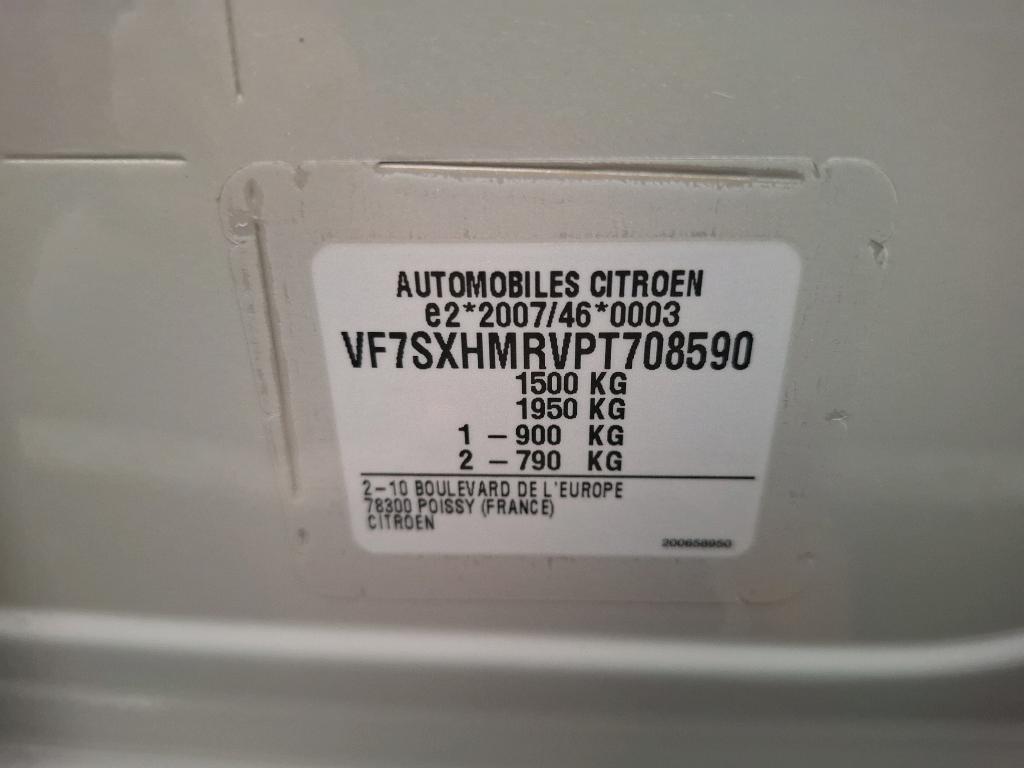 AUTOMOBILES CITROEN
e2*2007/46*0003
VF7SXHMRVPT708590
1500 KG
1950 KG
1 – 900 KG
2 – 790 KG
2–10 BOULEVARD DE L'EUROPE
78300 POISSY (FRANCE)
CITROEN
200658950